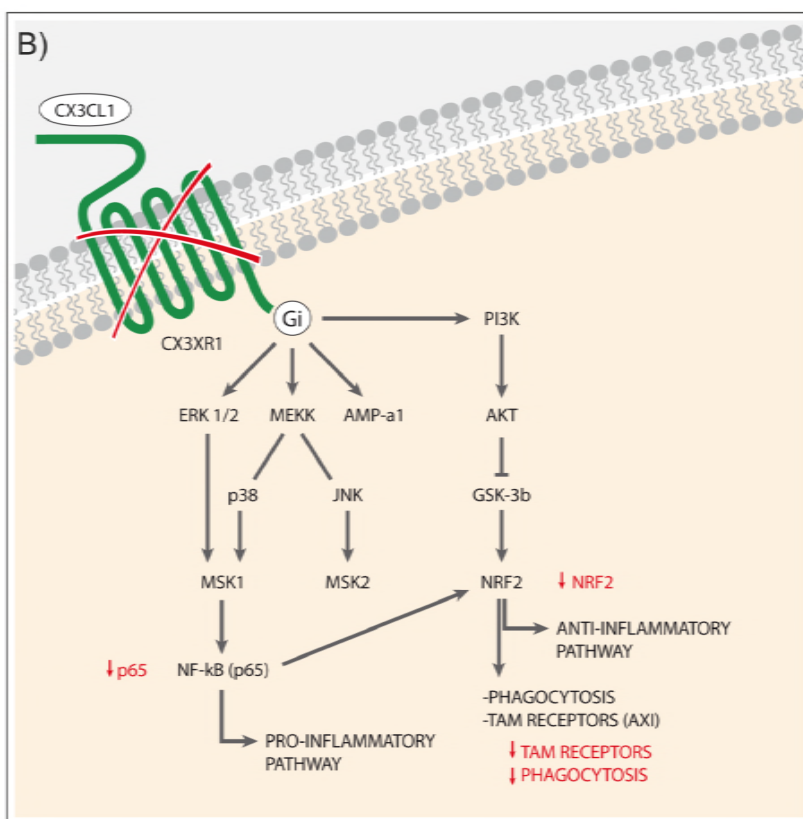 B)
CX3CL1
CX3XR1
Gi
PI3K
ERK 1/2
MEKK
AMP-a1
AKT
p38
JNK
GSK-3b
MSK1
MSK2
NRF2
NRF2
ANTI-INFLAMMATORY
PATHWAY
p65
NF-kB (p65)
-PHAGOCYTOSIS
-TAM RECEPTORS (AXI)
PRO-INFLAMMATORY
PATHWAY
TAM RECEPTORS
PHAGOCYTOSIS